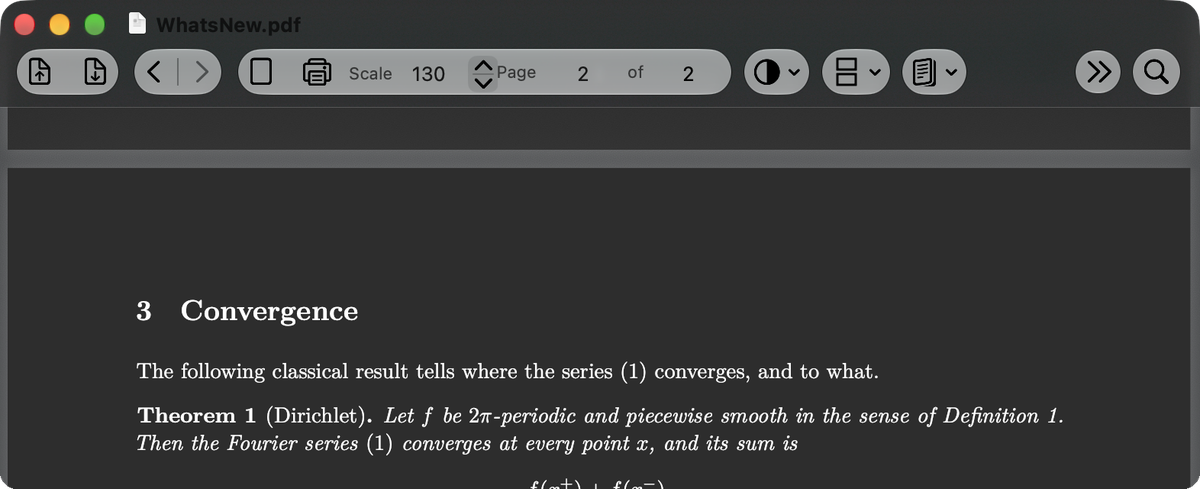 WhatsNew.pdf
Scale 130 Page 2 of 2
3 Convergence
The following classical result tells where the series (1) converges, and to what.
Theorem 1 (Dirichlet). Let f be 2π-periodic and piecewise smooth in the sense of Definition 1.
Then the Fourier series (1) converges at every point x, and its sum is
f(x⁺) + f(x⁻)